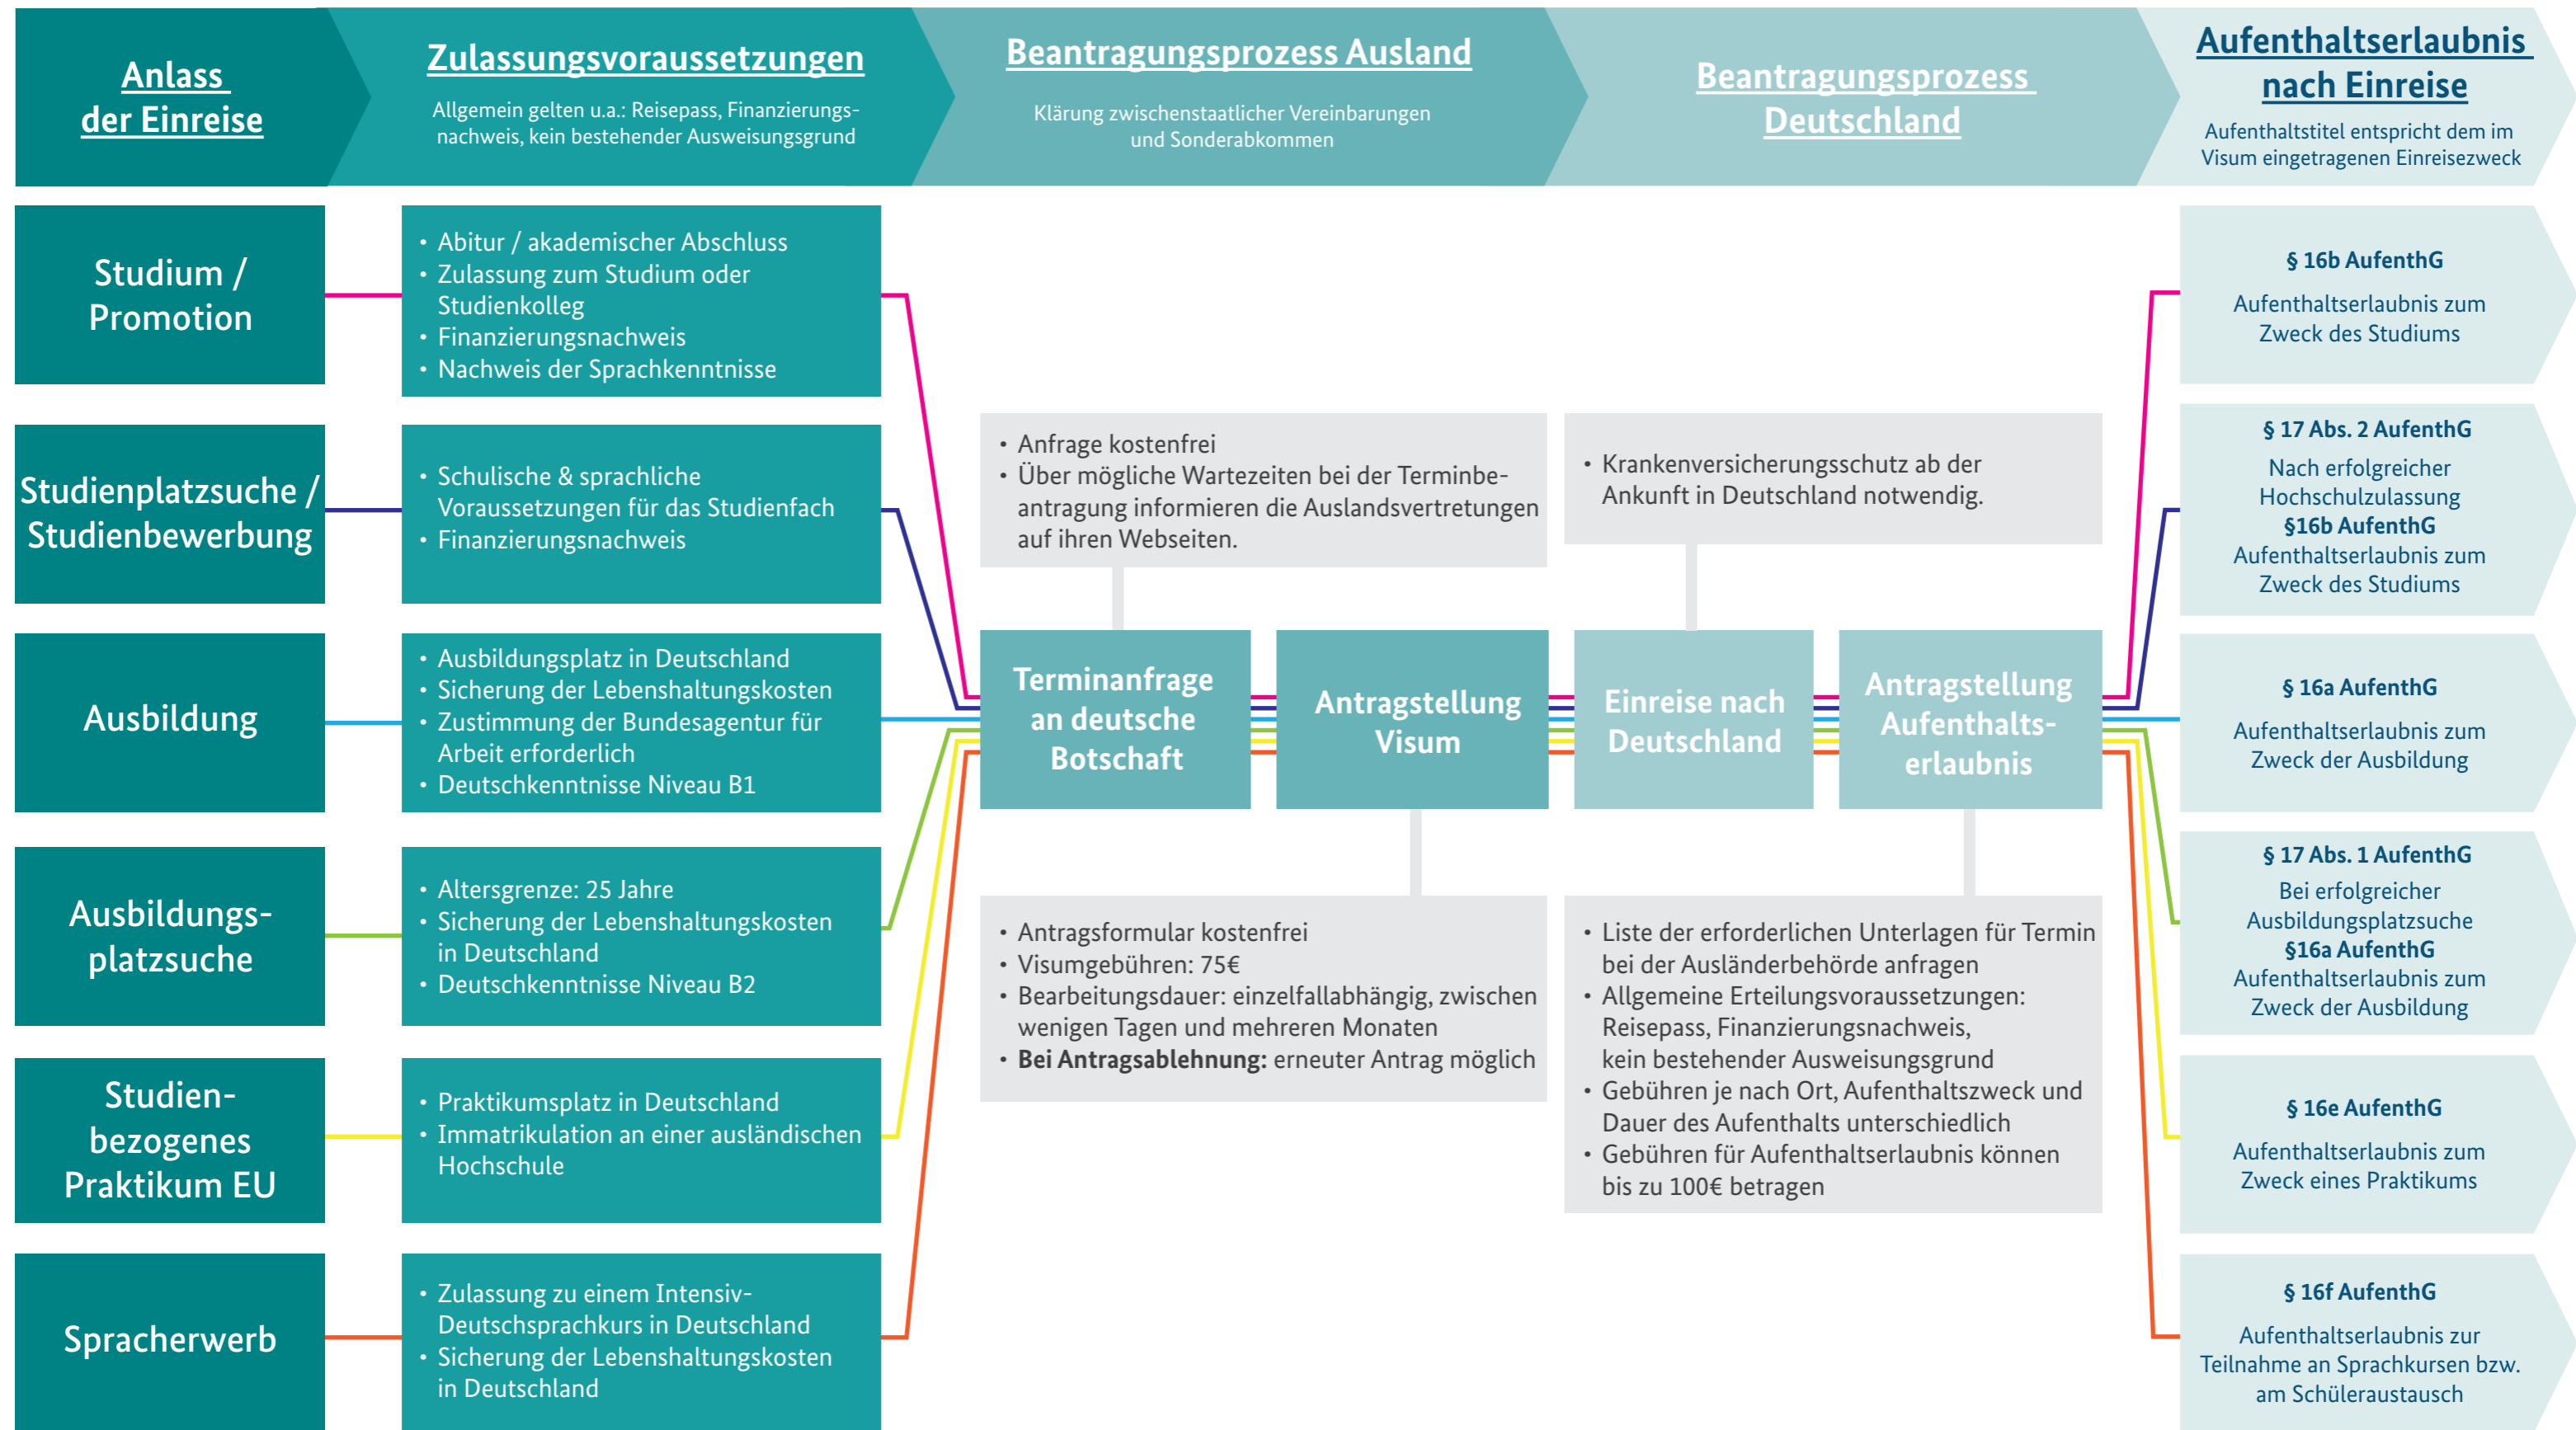 Anlass
der Einreise
Zulassungsvoraussetzungen
Allgemein gelten u.a.: Reisepass, Finanzierungs-
nachweis, kein bestehender Ausweisungsgrund
Beantragungsprozess Ausland
Klärung zwischenstaatlicher Vereinbarungen
und Sonderabkommen
Beantragungsprozess
Deutschland
Aufenthaltserlaubnis
nach Einreise
Aufenthaltstitel entspricht dem im
Visum eingetragenen Einreisezweck
Studium /
Promotion
• Abitur / akademischer Abschluss
• Zulassung zum Studium oder
Studienkolleg
• Finanzierungsnachweis
• Nachweis der Sprachkenntnisse
Studienplatzsuche /
Studienbewerbung
• Schulische & sprachliche
Voraussetzungen für das Studienfach
• Finanzierungsnachweis
Ausbildung
• Ausbildungsplatz in Deutschland
• Sicherung der Lebenshaltungskosten
• Zustimmung der Bundesagentur für
Arbeit erforderlich
• Deutschkenntnisse Niveau B1
Ausbildungs-
platzsuche
• Altersgrenze: 25 Jahre
• Sicherung der Lebenshaltungskosten
in Deutschland
• Deutschkenntnisse Niveau B2
Studien-
bezogenes
Praktikum EU
• Praktikumsplatz in Deutschland
• Immatrikulation an einer ausländischen
Hochschule
Spracherwerb
• Zulassung zu einem Intensiv-
Deutschsprachkurs in Deutschland
• Sicherung der Lebenshaltungskosten
in Deutschland
• Anfrage kostenfrei
• Über mögliche Wartezeiten bei der Terminbe-
antragung informieren die Auslandsvertretungen
auf ihren Webseiten.
Terminanfrage
an deutsche
Botschaft
Antragstellung
Visum
• Antragsformular kostenfrei
• Visumgebühren: 75€
• Bearbeitungsdauer: einzelfallabhängig, zwischen
wenigen Tagen und mehreren Monaten
• Bei Antragsablehnung: erneuter Antrag möglich
• Krankenversicherungsschutz ab der
Ankunft in Deutschland notwendig.
Einreise nach
Deutschland
Antragstellung
Aufenthalts-
erlaubnis
• Liste der erforderlichen Unterlagen für Termin
bei der Ausländerbehörde anfragen
• Allgemeine Erteilungsvoraussetzungen:
Reisepass, Finanzierungsnachweis,
kein bestehender Ausweisungsgrund
• Gebühren je nach Ort, Aufenthaltszweck und
Dauer des Aufenthalts unterschiedlich
• Gebühren für Aufenthaltserlaubnis können
bis zu 100€ betragen
§ 16b AufenthG
Aufenthaltserlaubnis zum
Zweck des Studiums
§ 17 Abs. 2 AufenthG
Nach erfolgreicher
Hochschulzulassung
§16b AufenthG
Aufenthaltserlaubnis zum
Zweck des Studiums
§ 16a AufenthG
Aufenthaltserlaubnis zum
Zweck der Ausbildung
§ 17 Abs. 1 AufenthG
Bei erfolgreicher
Ausbildungsplatzsuche
§16a AufenthG
Aufenthaltserlaubnis zum
Zweck der Ausbildung
§ 16e AufenthG
Aufenthaltserlaubnis zum
Zweck eines Praktikums
§ 16f AufenthG
Aufenthaltserlaubnis zur
Teilnahme an Sprachkursen bzw.
am Schüleraustausch